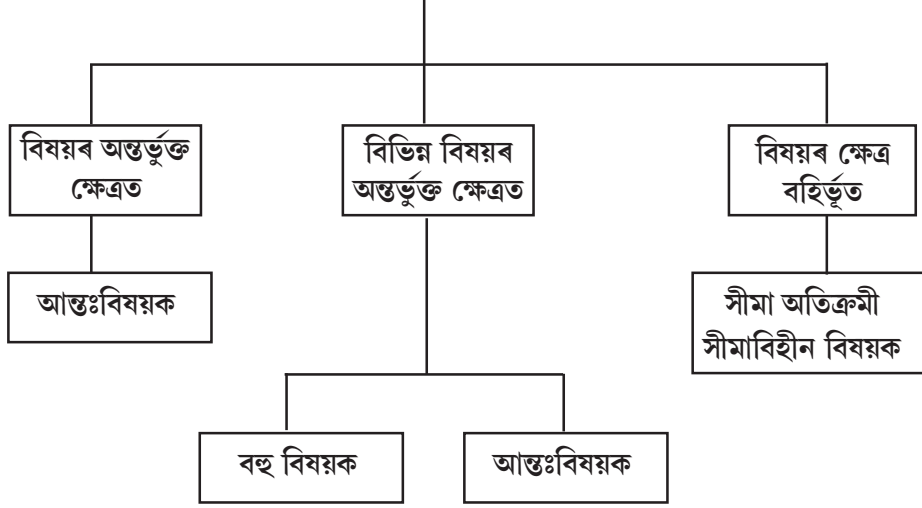 বিষয়ৰ অন্তৰ্ভুক্ত
ক্ষেত্ৰত
বিভিন্ন বিষয়ৰ
অন্তৰ্ভুক্ত ক্ষেত্ৰত
বিষয়ৰ ক্ষেত্ৰ
বহিৰ্ভূত
আন্তঃবিষয়ক
সীমা অতিক্ৰমী
সীমাবিহীন বিষয়ক
বহু বিষয়ক
আন্তঃবিষয়ক